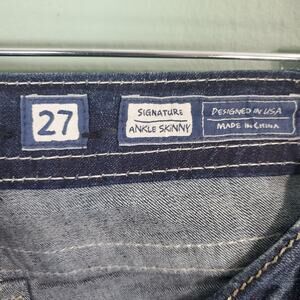 27
SIGNATURE
ANKLE SKINNY
DESIGNED IN USA
MADE IN CHINA